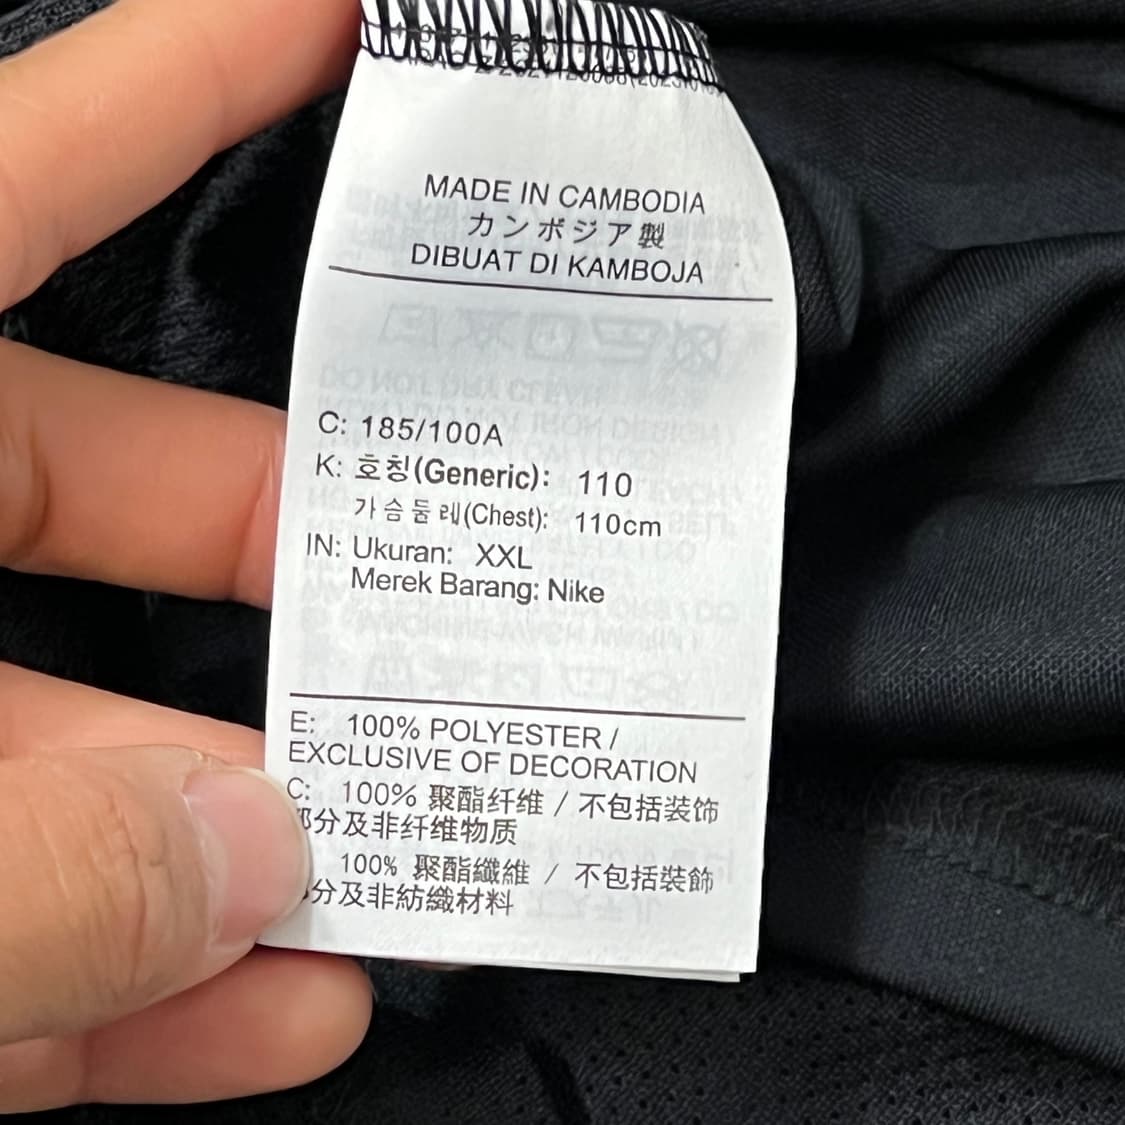 MADE IN CAMBODIA
カンボジア製
DIBUAT DI KAMBOJA
C: 185/100A
K: 호칭(Generic): 110
가슴둘레(Chest): 110cm
IN: Ukuran: XXL
Merek Barang: Nike
E: 100% POLYESTER /
EXCLUSIVE OF DECORATION
C: 100% 聚酯纤维 / 不包括装饰
部分及非纤维物质
100% 聚酯纖維 / 不包括裝飾
分及非紡織材料